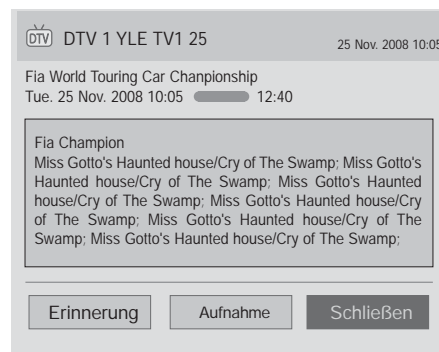 DTV DTV 1 YLE TV1 25
25 Nov. 2008 10:05
Fia World Touring Car Chanpionship
Tue. 25 Nov. 2008 10:05 12:40
Fia Champion
Miss Gotto's Haunted house/Cry of The Swamp; Miss Gotto's
Haunted house/Cry of The Swamp; Miss Gotto's Haunted
house/Cry of The Swamp; Miss Gotto's Haunted house/Cry
of The Swamp; Miss Gotto's Haunted house/Cry of The
Swamp; Miss Gotto's Haunted house/Cry of The Swamp;
Erinnerung Aufnahme Schließen